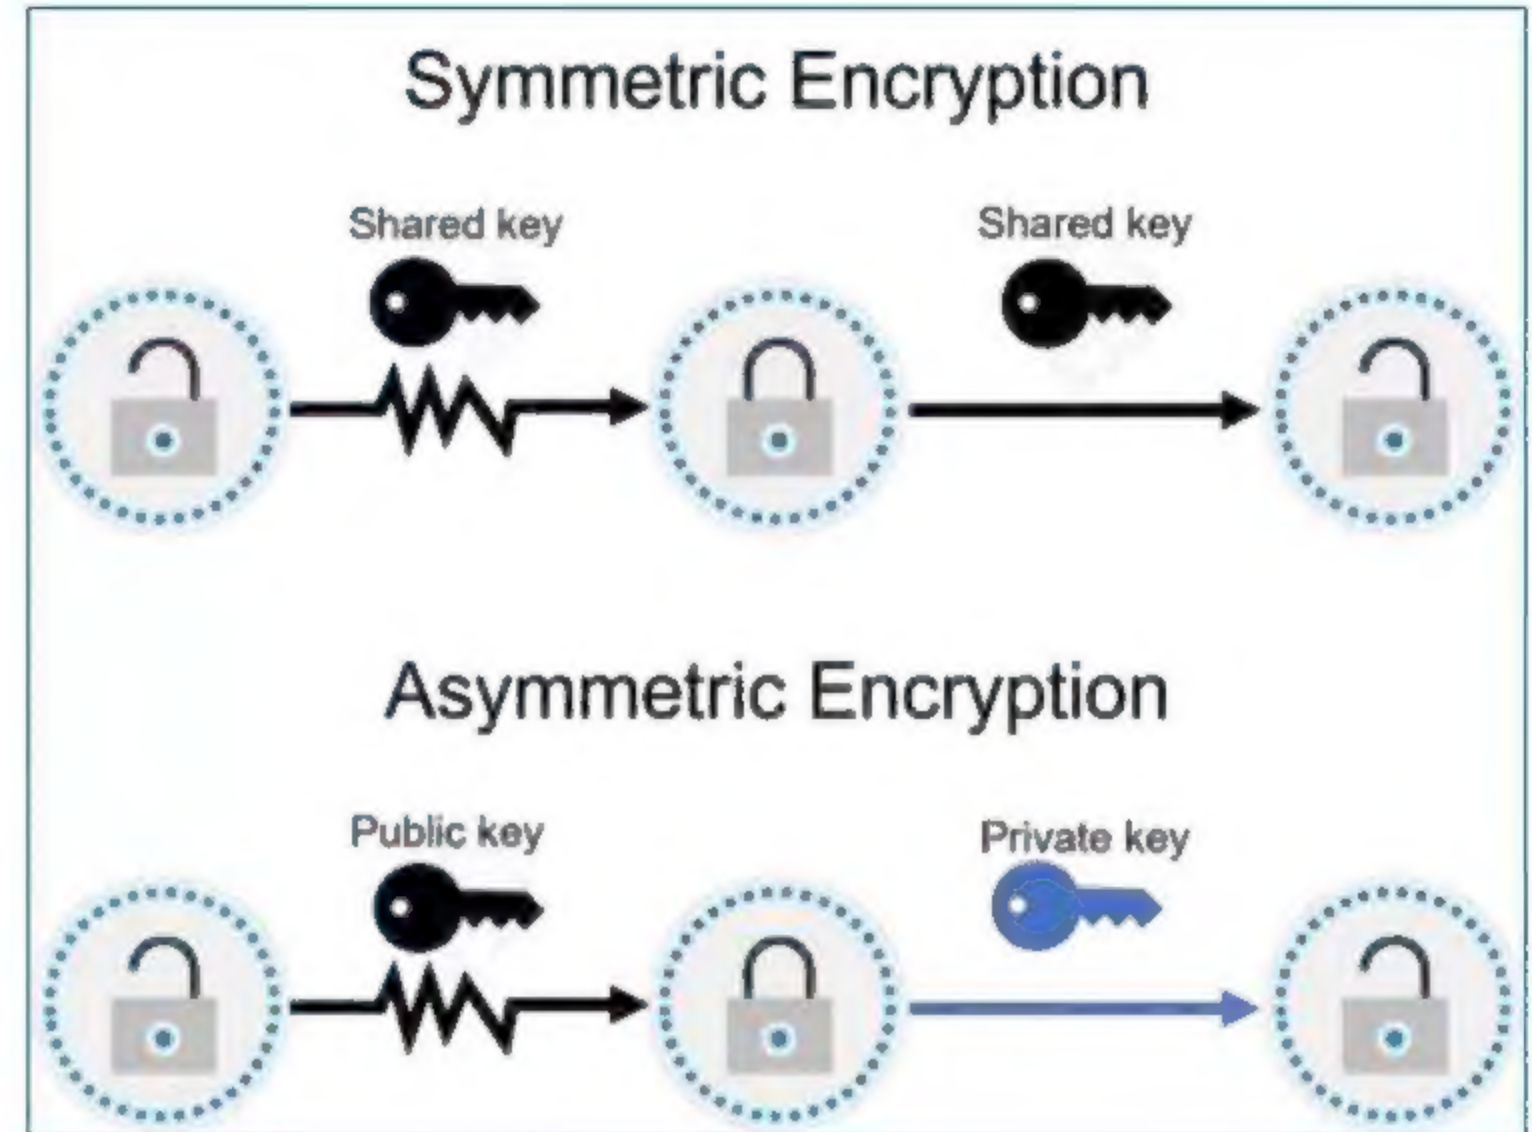 Symmetric Encryption
Shared key
Shared key
Asymmetric Encryption
Public key
Private key